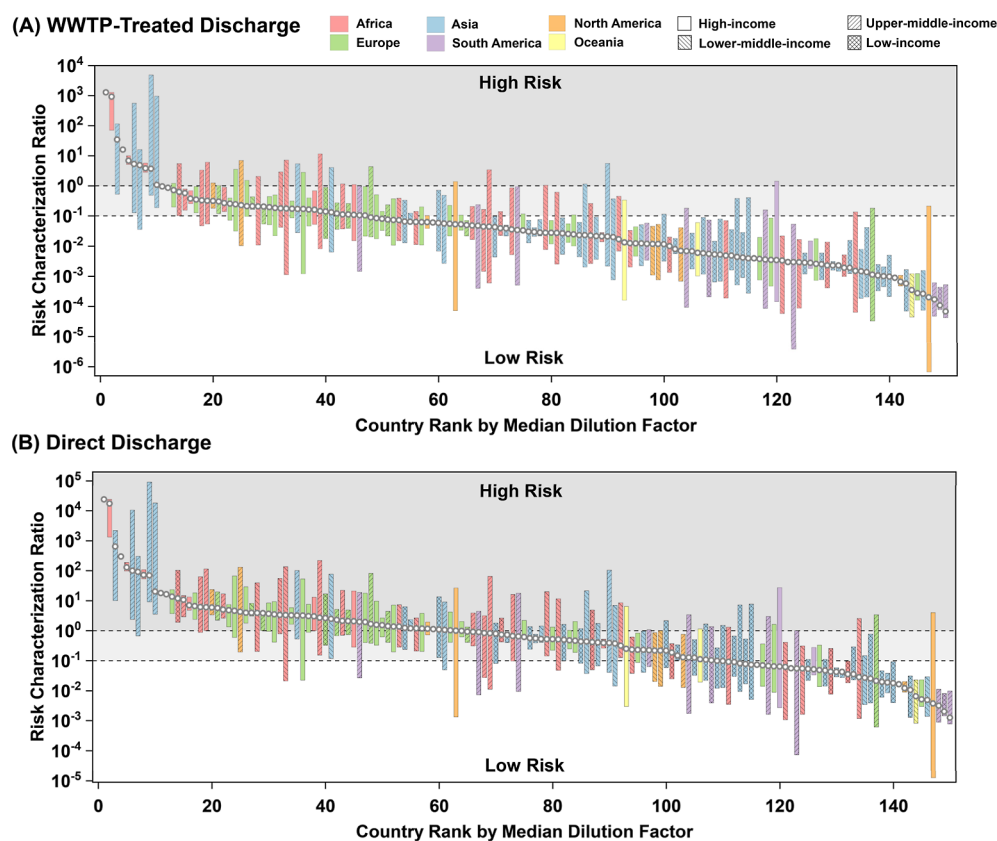 (A) WWTP-Treated Discharge
Africa Asia North America High-income Upper-middle-income
Europe South America Oceania Lower-middle-income Low-income
10^4
10^3
10^2
10^1
10^0
10^-1
10^-2
10^-3
10^-4
10^-5
10^-6
Risk Characterization Ratio
High Risk
Low Risk
0 20 40 60 80 100 120 140
Country Rank by Median Dilution Factor
(B) Direct Discharge
10^5
10^4
10^3
10^2
10^1
10^0
10^-1
10^-2
10^-3
10^-4
10^-5
Risk Characterization Ratio
High Risk
Low Risk
0 20 40 60 80 100 120 140
Country Rank by Median Dilution Factor